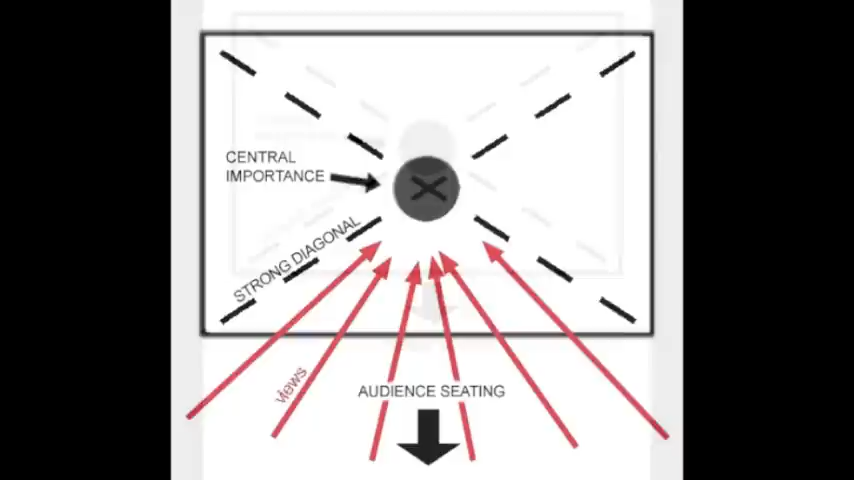 CENTRAL
IMPORTANCE
STRONG DIAGONAL
views
AUDIENCE SEATING